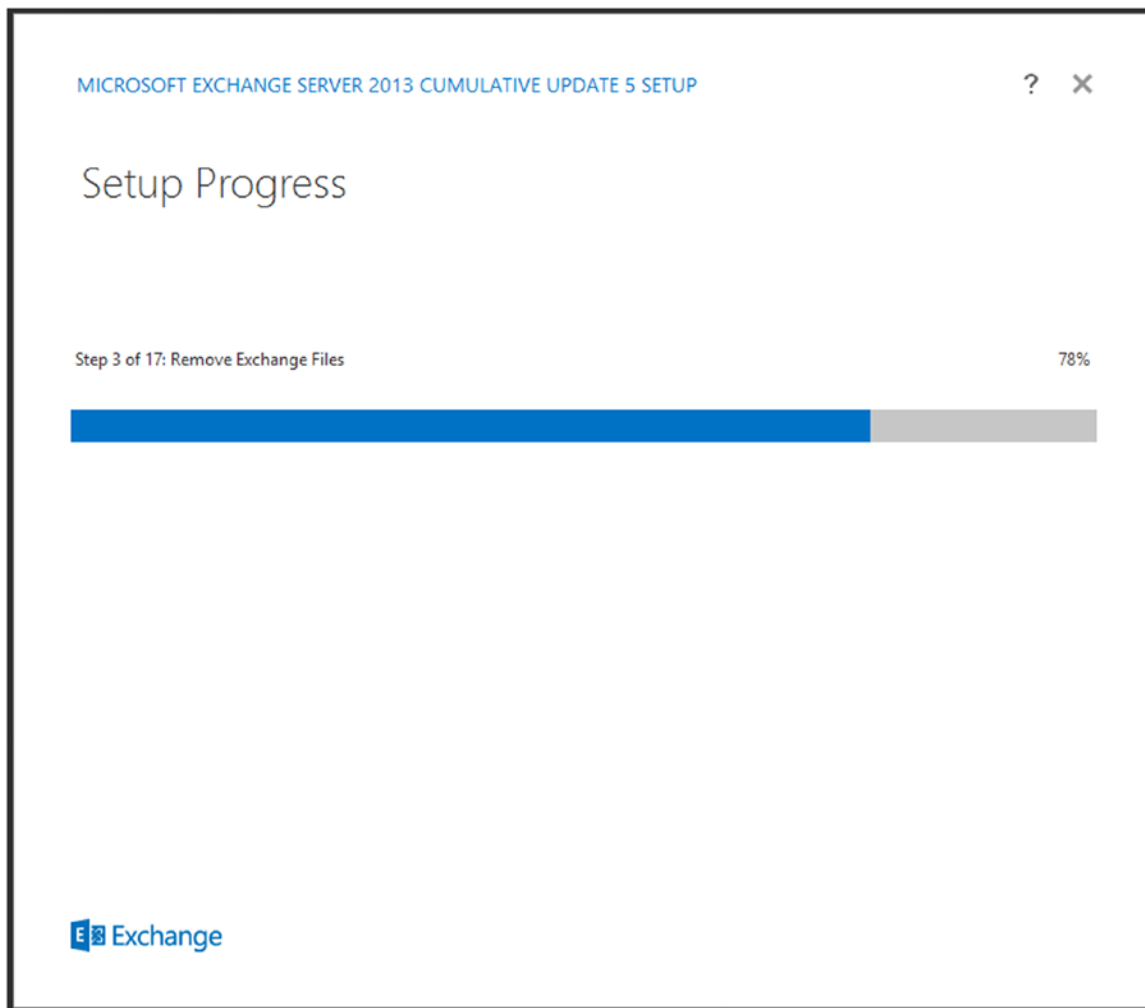 MICROSOFT EXCHANGE SERVER 2013 CUMULATIVE UPDATE 5 SETUP ? ×
Setup Progress
Step 3 of 17: Remove Exchange Files 78%
E Exchange